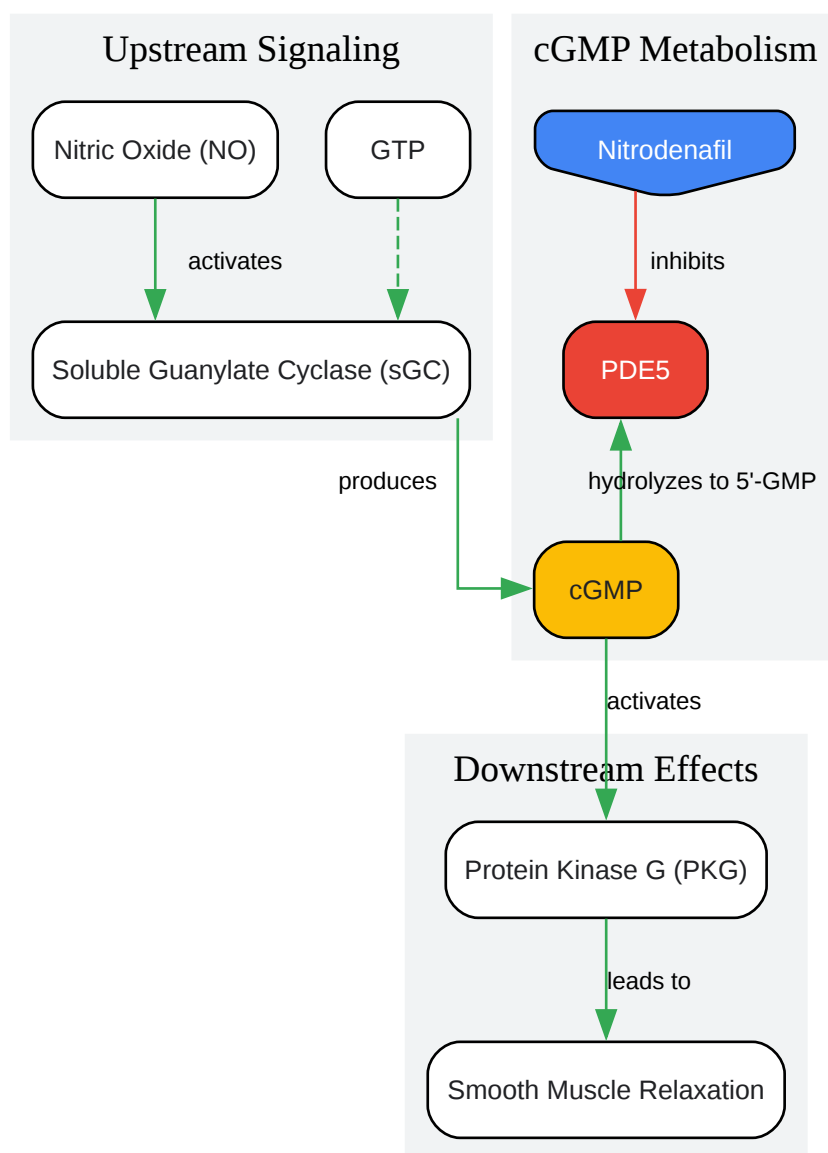 Upstream Signaling
cGMP Metabolism
Nitric Oxide (NO)
GTP
Nitrodenafil
activates
inhibits
Soluble Guanylate Cyclase (sGC)
PDE5
produces
hydrolyzes to 5'-GMP
cGMP
activates
Downstream Effects
Protein Kinase G (PKG)
leads to
Smooth Muscle Relaxation